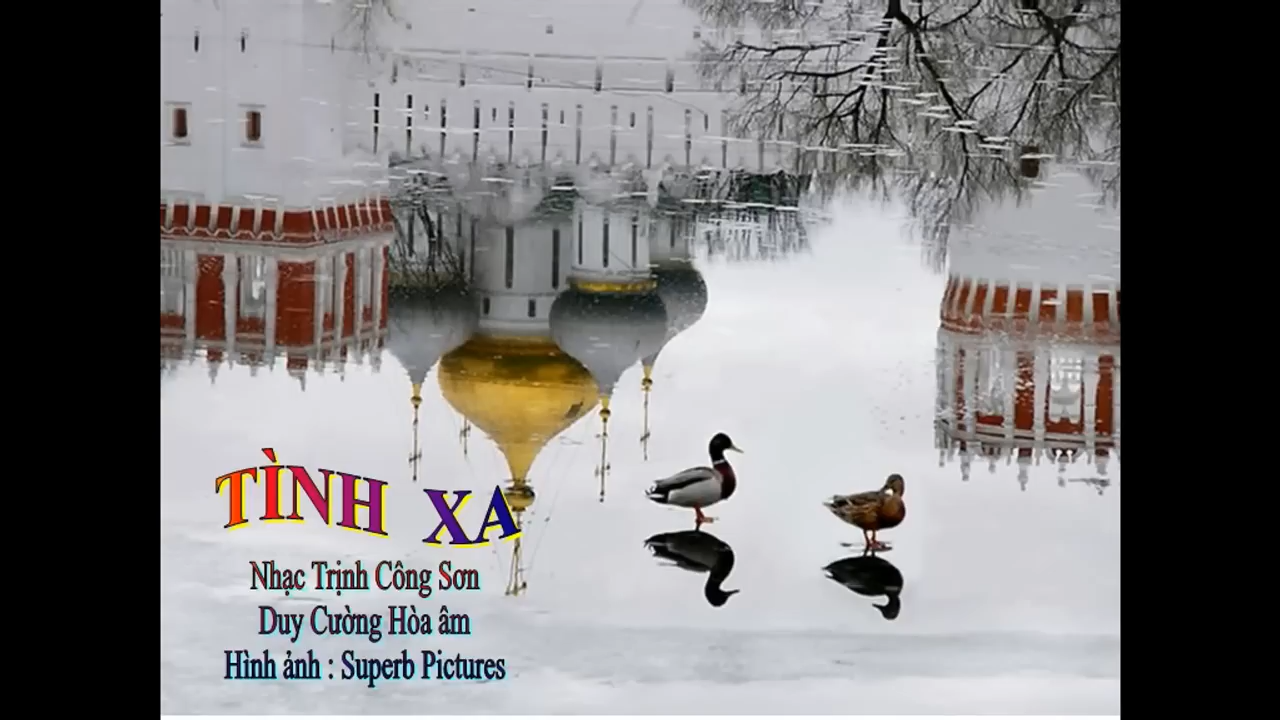 TÌNH XA
Nhạc Trịnh Công Sơn
Duy Cường Hòa âm
Hình ảnh : Superb Pictures